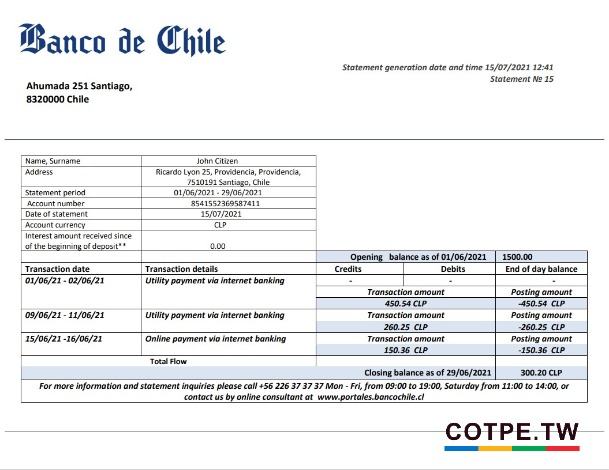 Banco de Chile
Statement generation date and time 15/07/2021 12:41
Statement № 15
Ahumada 251 Santiago,
8320000 Chile
Name, Surname John Citizen
Address Ricardo Lyon 25, Providencia, Providencia,
7510191 Santiago, Chile
Statement period 01/06/2021 - 29/06/2021
Account number 8541552369587411
Date of statement 15/07/2021
Account currency CLP
Interest amount received since
of the beginning of deposit** 0.00
Opening balance as of 01/06/2021 1500.00
Transaction date Transaction details Credits Debits End of day balance
01/06/21 - 02/06/21 Utility payment via internet banking - - -
Transaction amount Posting amount
450.54 CLP -450.54 CLP
09/06/21 - 11/06/21 Utility payment via internet banking Transaction amount Posting amount
260.25 CLP -260.25 CLP
15/06/21 -16/06/21 Online payment via internet banking Transaction amount Posting amount
150.36 CLP -150.36 CLP
Total Flow
Closing balance as of 29/06/2021 300.20 CLP
For more information and statement inquiries please call +56 226 37 37 37 Mon - Fri, from 09:00 to 19:00, Saturday from 11:00 to 14:00, or
contact us by online consultant at www.portales.bancochile.cl
COTPE.TW